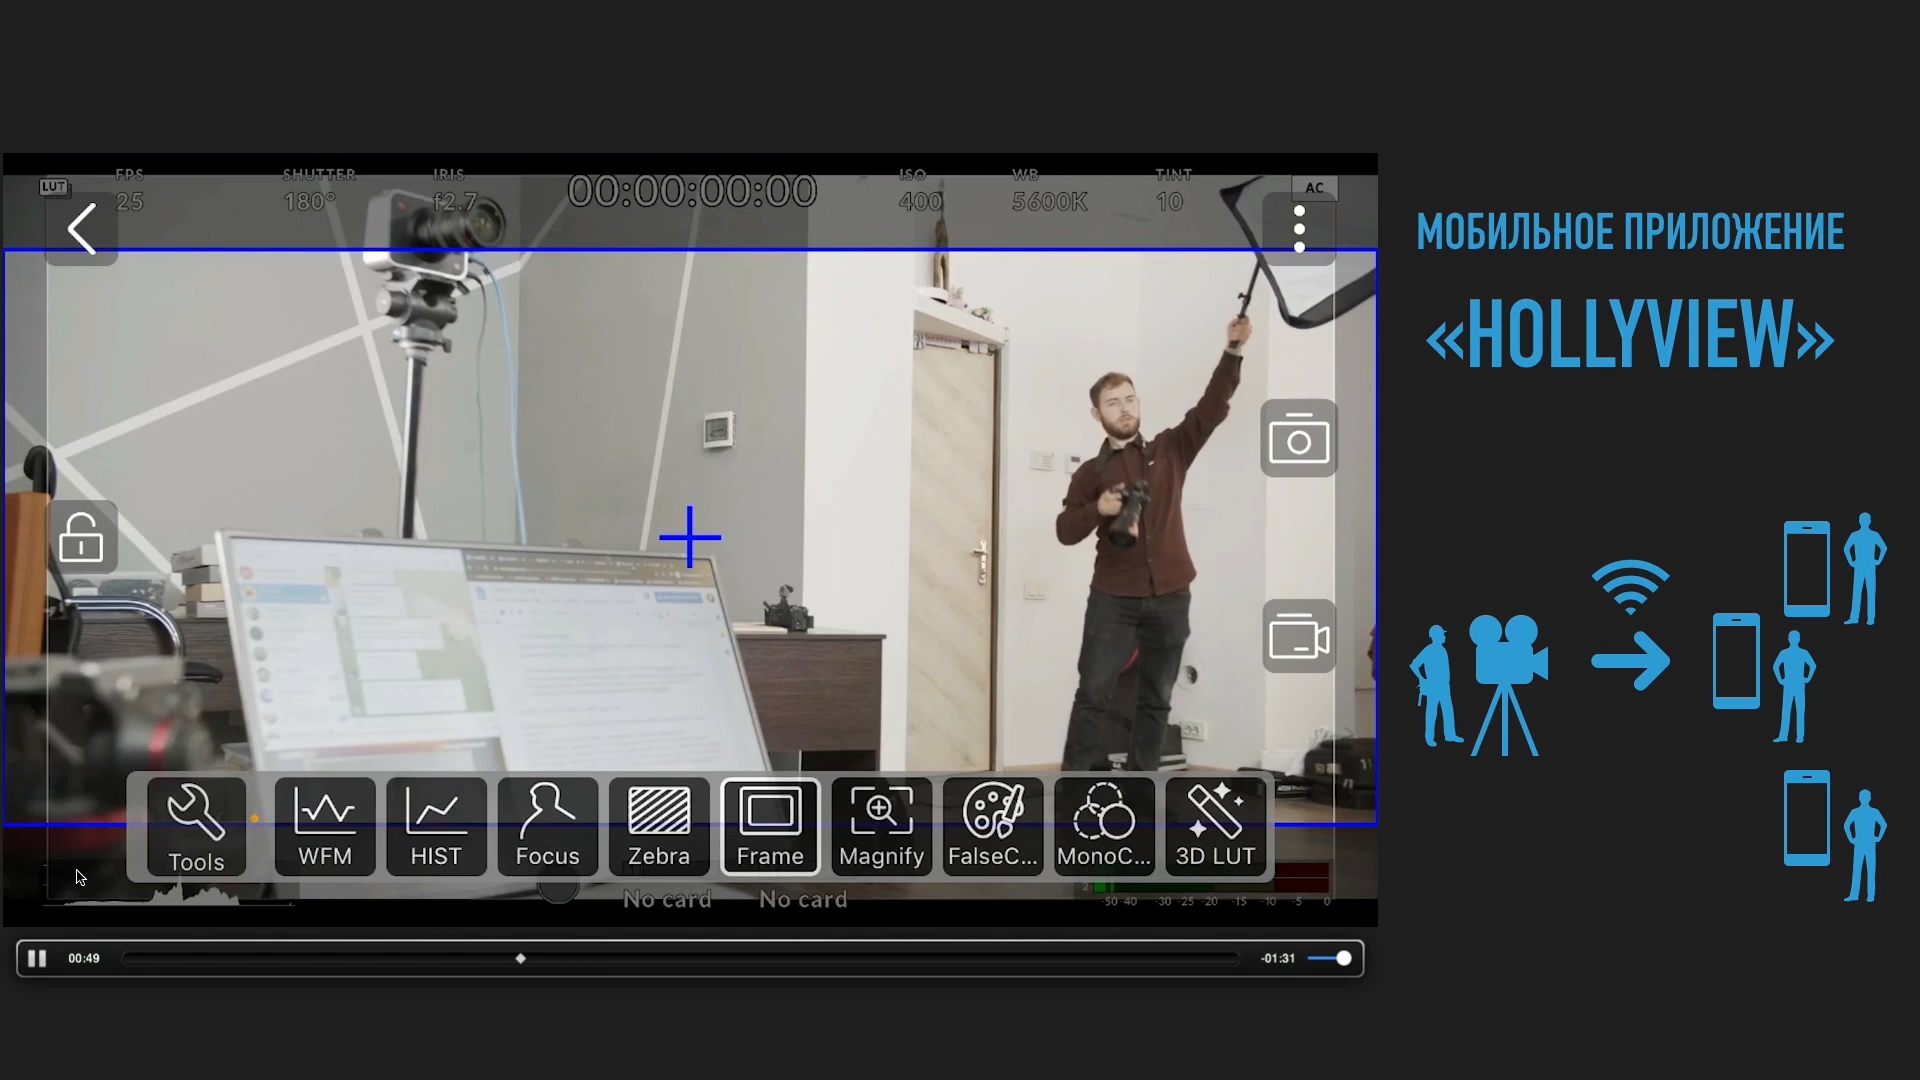 FPS SHUTTER IRIS 00:00:00:00 ISO WB TINT
LUT 25 180° f2.7 400 5600K 10 AC
МОБИЛЬНОЕ ПРИЛОЖЕНИЕ
«HOLLYVIEW»
Tools WFM HIST Focus Zebra Frame Magnify FalseC... MonoC... 3D LUT
2
No card No card
-50 -40 -30 -25 -20 -15 -10 -5 0
00:49 -01:31